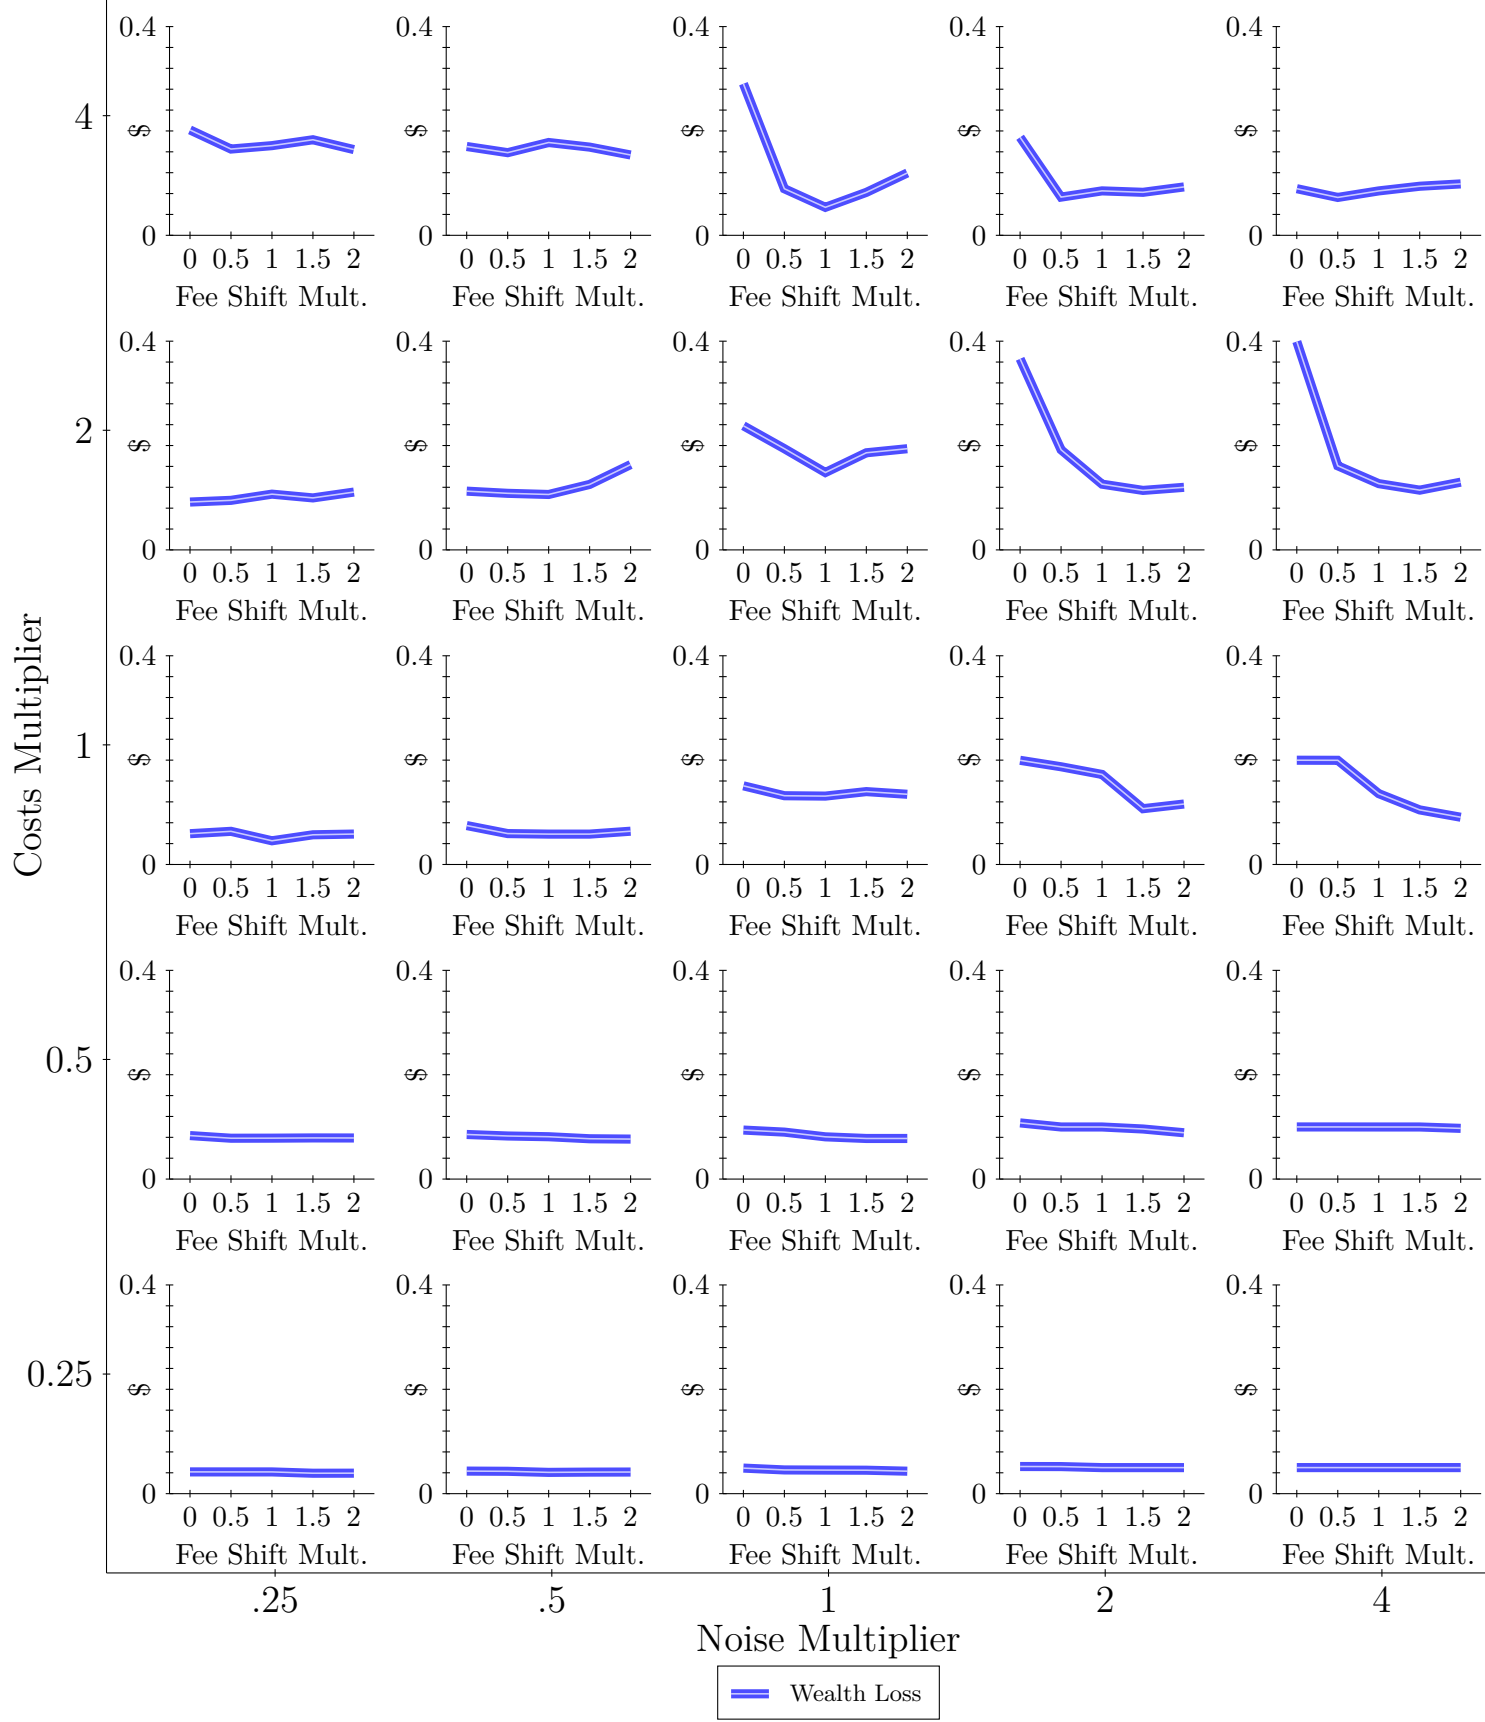 0.4 0.4 0.4 0.4 0.4
4
$ $ $ $ $
0 0 0 0 0
0 0.5 1 1.5 2 0 0.5 1 1.5 2 0 0.5 1 1.5 2 0 0.5 1 1.5 2 0 0.5 1 1.5 2
Fee Shift Mult. Fee Shift Mult. Fee Shift Mult. Fee Shift Mult. Fee Shift Mult.
0.4 0.4 0.4 0.4 0.4
2
$ $ $ $ $
0 0 0 0 0
0 0.5 1 1.5 2 0 0.5 1 1.5 2 0 0.5 1 1.5 2 0 0.5 1 1.5 2 0 0.5 1 1.5 2
Fee Shift Mult. Fee Shift Mult. Fee Shift Mult. Fee Shift Mult. Fee Shift Mult.
Costs Multiplier
0.4 0.4 0.4 0.4 0.4
1
$ $ $ $ $
0 0 0 0 0
0 0.5 1 1.5 2 0 0.5 1 1.5 2 0 0.5 1 1.5 2 0 0.5 1 1.5 2 0 0.5 1 1.5 2
Fee Shift Mult. Fee Shift Mult. Fee Shift Mult. Fee Shift Mult. Fee Shift Mult.
0.4 0.4 0.4 0.4 0.4
0.5
$ $ $ $ $
0 0 0 0 0
0 0.5 1 1.5 2 0 0.5 1 1.5 2 0 0.5 1 1.5 2 0 0.5 1 1.5 2 0 0.5 1 1.5 2
Fee Shift Mult. Fee Shift Mult. Fee Shift Mult. Fee Shift Mult. Fee Shift Mult.
0.4 0.4 0.4 0.4 0.4
0.25
$ $ $ $ $
0 0 0 0 0
0 0.5 1 1.5 2 0 0.5 1 1.5 2 0 0.5 1 1.5 2 0 0.5 1 1.5 2 0 0.5 1 1.5 2
Fee Shift Mult. Fee Shift Mult. Fee Shift Mult. Fee Shift Mult. Fee Shift Mult.
.25 .5 1 2 4
Noise Multiplier
Wealth Loss